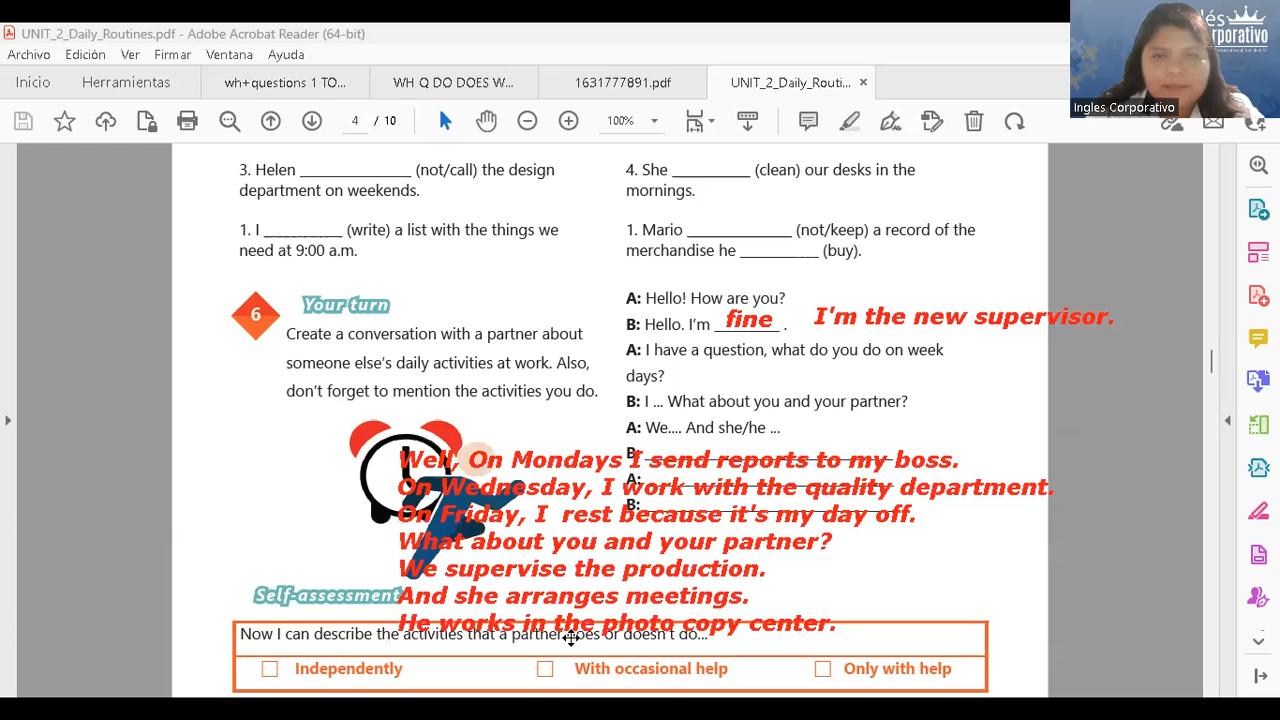 UNIT_2_Daily_Routines.pdf - Adobe Acrobat Reader (64-bit)
Archivo Edición Ver Firmar Ventana Ayuda
Inicio Herramientas wh+questions 1 TO... WH Q DO DOES W... 1631777891.pdf UNIT_2_Daily_Routi... ×
4 / 10 100%
Ingles Corporativo
3. Helen ______________ (not/call) the design
department on weekends.
1. I __________ (write) a list with the things we
need at 9:00 a.m.
4. She __________ (clean) our desks in the
mornings.
1. Mario _____________ (not/keep) a record of the
merchandise he __________ (buy).
6 Your turn
Create a conversation with a partner about
someone else's daily activities at work. Also,
don't forget to mention the activities you do.
A: Hello! How are you?
B: Hello. I'm fine . I'm the new supervisor.
A: I have a question, what do you do on week
days?
B: I ... What about you and your partner?
A: We.... And she/he ...
B:
A:
B:
Well, On Mondays I send reports to my boss.
On Wednesday, I work with the quality department.
On Friday, I rest because it's my day off.
What about you and your partner?
We supervise the production.
And she arranges meetings.
He works in the photo copy center.
Self-assessment
Now I can describe the activities that a partner does or doesn't do...
Independently With occasional help Only with help